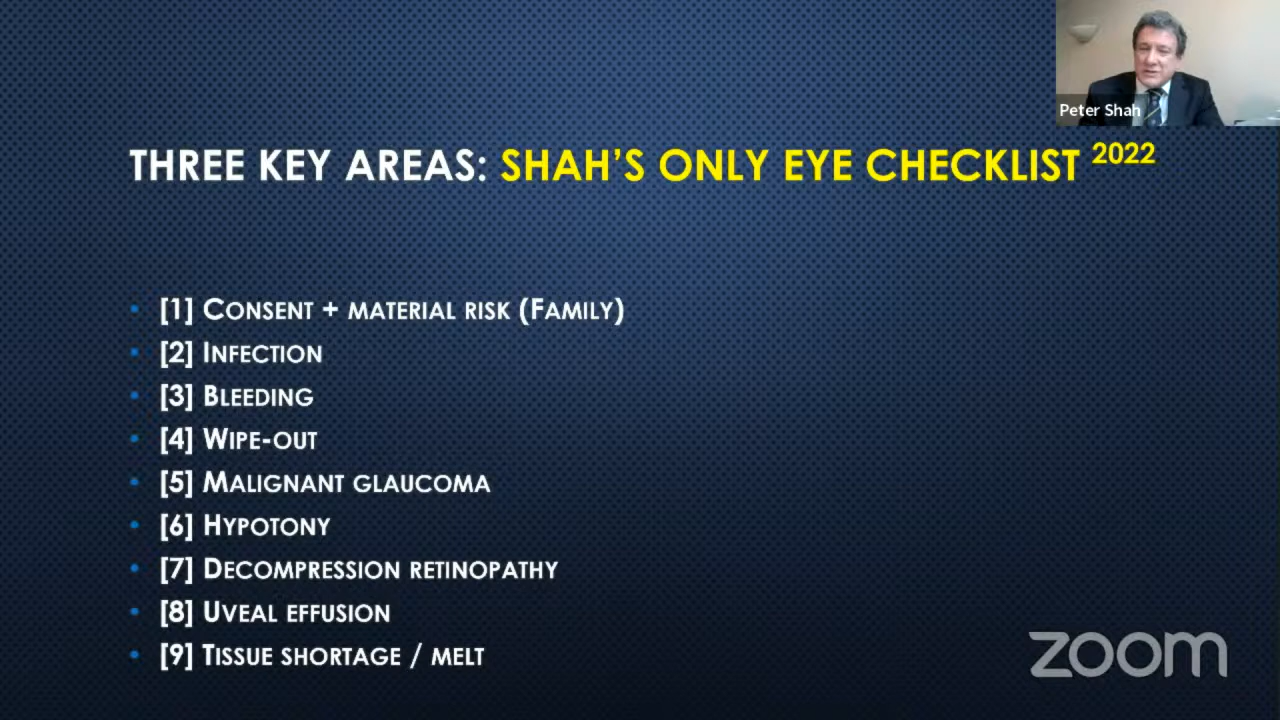 Peter Shah
THREE KEY AREAS: SHAH'S ONLY EYE CHECKLIST 2022
• [1] CONSENT + MATERIAL RISK (FAMILY)
• [2] INFECTION
• [3] BLEEDING
• [4] WIPE-OUT
• [5] MALIGNANT GLAUCOMA
• [6] HYPOTONY
• [7] DECOMPRESSION RETINOPATHY
• [8] UVEAL EFFUSION
• [9] TISSUE SHORTAGE / MELT
zoom